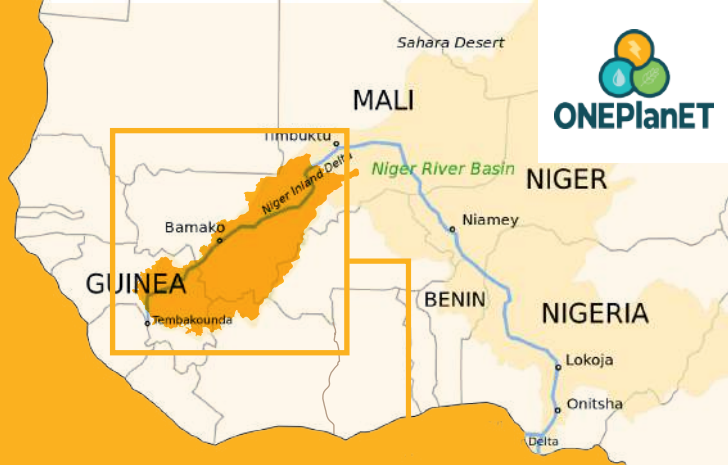 Sahara Desert
MALI
ONEPlanET
Timbuktu
Niger Inland Delta
Niger River Basin
NIGER
Bamako
Niamey
GUINEA
BENIN
NIGERIA
Tembakounda
Lokoja
Onitsha
Delta